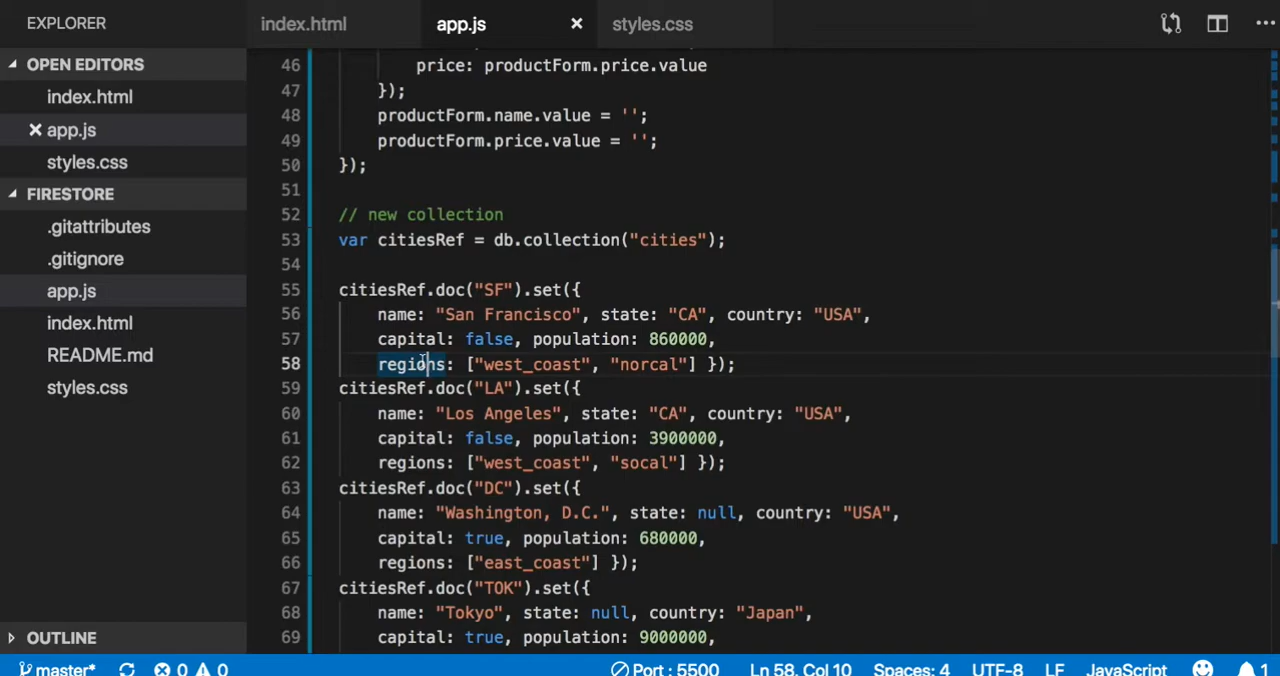 EXPLORER
index.html
app.js ×
styles.css
OPEN EDITORS
index.html
× app.js
styles.css
FIRESTORE
.gitattributes
.gitignore
app.js
index.html
README.md
styles.css
OUTLINE
46 price: productForm.price.value
47 });
48 productForm.name.value = '';
49 productForm.price.value = '';
50 });
51
52 // new collection
53 var citiesRef = db.collection("cities");
54
55 citiesRef.doc("SF").set({
56 name: "San Francisco", state: "CA", country: "USA",
57 capital: false, population: 860000,
58 regions: ["west_coast", "norcal"] });
59 citiesRef.doc("LA").set({
60 name: "Los Angeles", state: "CA", country: "USA",
61 capital: false, population: 3900000,
62 regions: ["west_coast", "socal"] });
63 citiesRef.doc("DC").set({
64 name: "Washington, D.C.", state: null, country: "USA",
65 capital: true, population: 680000,
66 regions: ["east_coast"] });
67 citiesRef.doc("TOK").set({
68 name: "Tokyo", state: null, country: "Japan",
69 capital: true, population: 9000000,
master* 0 0 Port : 5500 Ln 58, Col 10 Spaces: 4 UTF-8 LF JavaScript 1